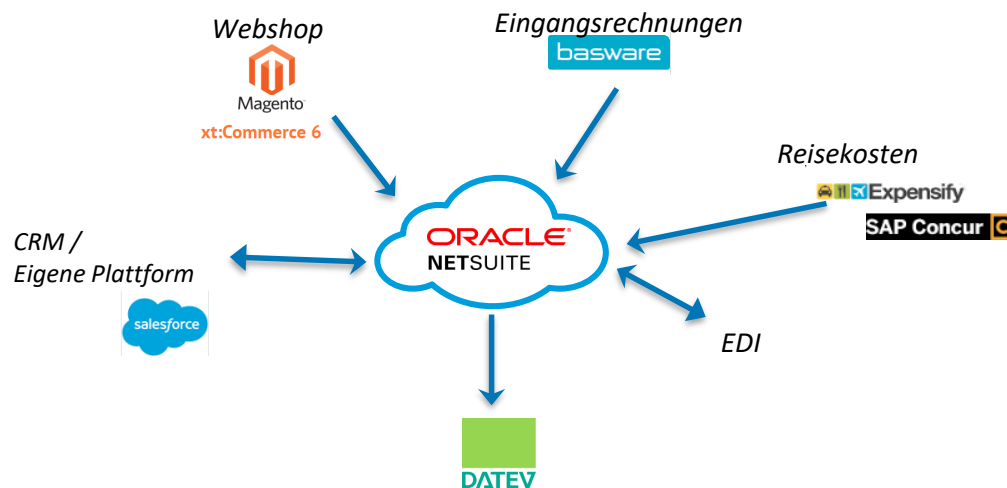 Webshop
Magento
xt:Commerce 6
Eingangsrechnungen
basware
Reisekosten
Expensify
SAP Concur C
CRM /
Eigene Plattform
salesforce
ORACLE
NETSUITE
EDI
DATEV